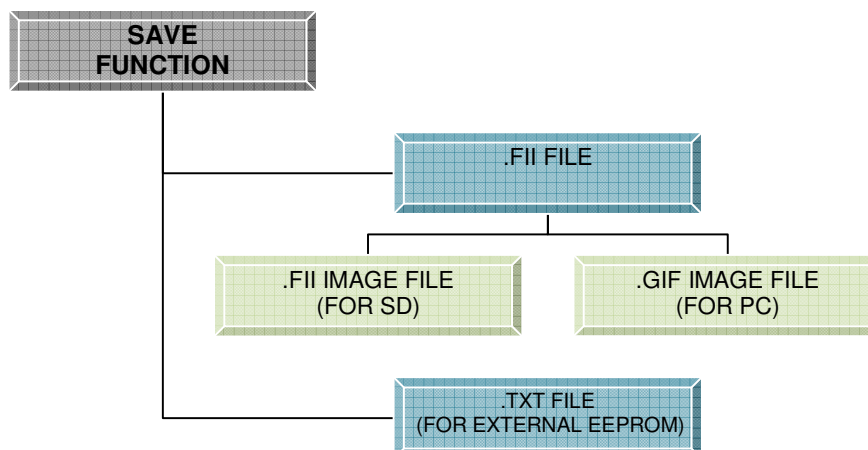 SAVE
FUNCTION
.FII FILE
.FII IMAGE FILE
(FOR SD)
.GIF IMAGE FILE
(FOR PC)
.TXT FILE
(FOR EXTERNAL EEPROM)